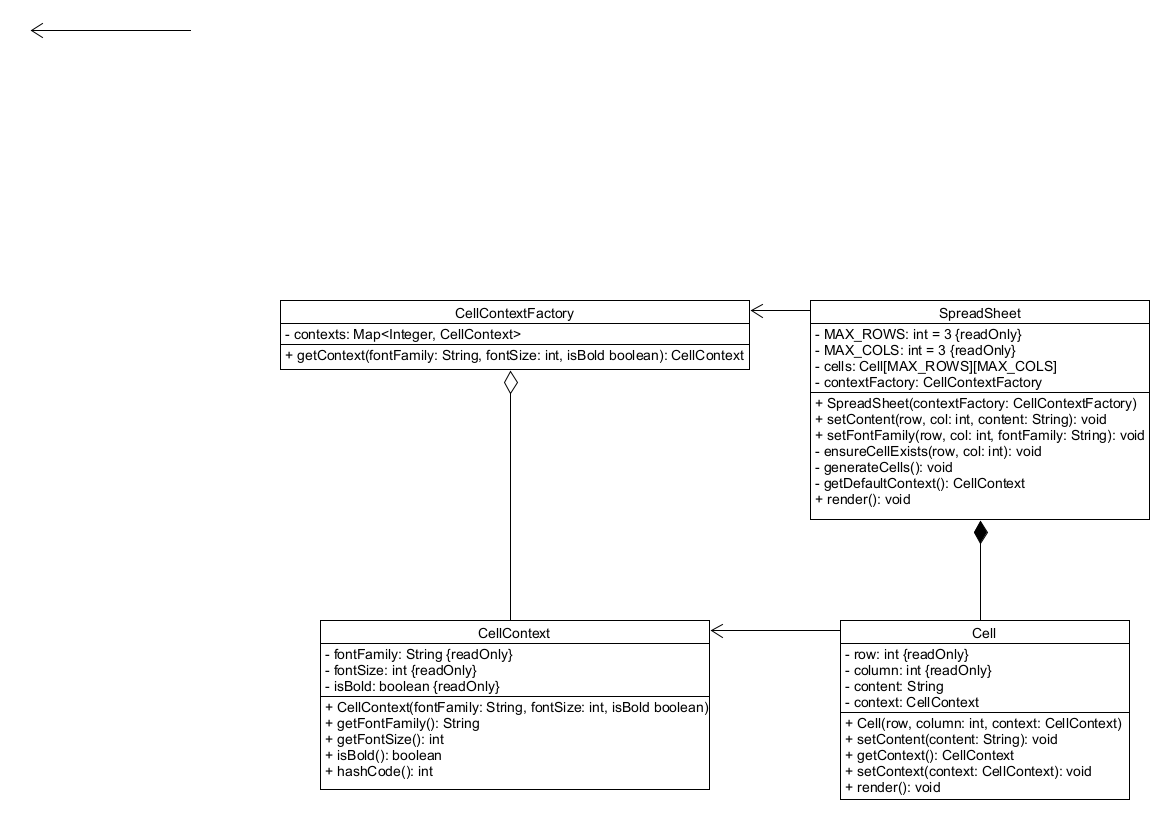 CellContextFactory
- contexts: Map<Integer, CellContext>
+ getContext(fontFamily: String, fontSize: int, isBold boolean): CellContext
SpreadSheet
- MAX_ROWS: int = 3 {readOnly}
- MAX_COLS: int = 3 {readOnly}
- cells: Cell[MAX_ROWS][MAX_COLS]
- contextFactory: CellContextFactory
+ SpreadSheet(contextFactory: CellContextFactory)
+ setContent(row, col: int, content: String): void
+ setFontFamily(row, col: int, fontFamily: String): void
- ensureCellExists(row, col: int): void
- generateCells(): void
- getDefaultContext(): CellContext
+ render(): void
CellContext
- fontFamily: String {readOnly}
- fontSize: int {readOnly}
- isBold: boolean {readOnly}
+ CellContext(fontFamily: String, fontSize: int, isBold boolean)
+ getFontFamily(): String
+ getFontSize(): int
+ isBold(): boolean
+ hashCode(): int
Cell
- row: int {readOnly}
- column: int {readOnly}
- content: String
- context: CellContext
+ Cell(row, column: int, context: CellContext)
+ setContent(content: String): void
+ getContext(): CellContext
+ setContext(context: CellContext): void
+ render(): void